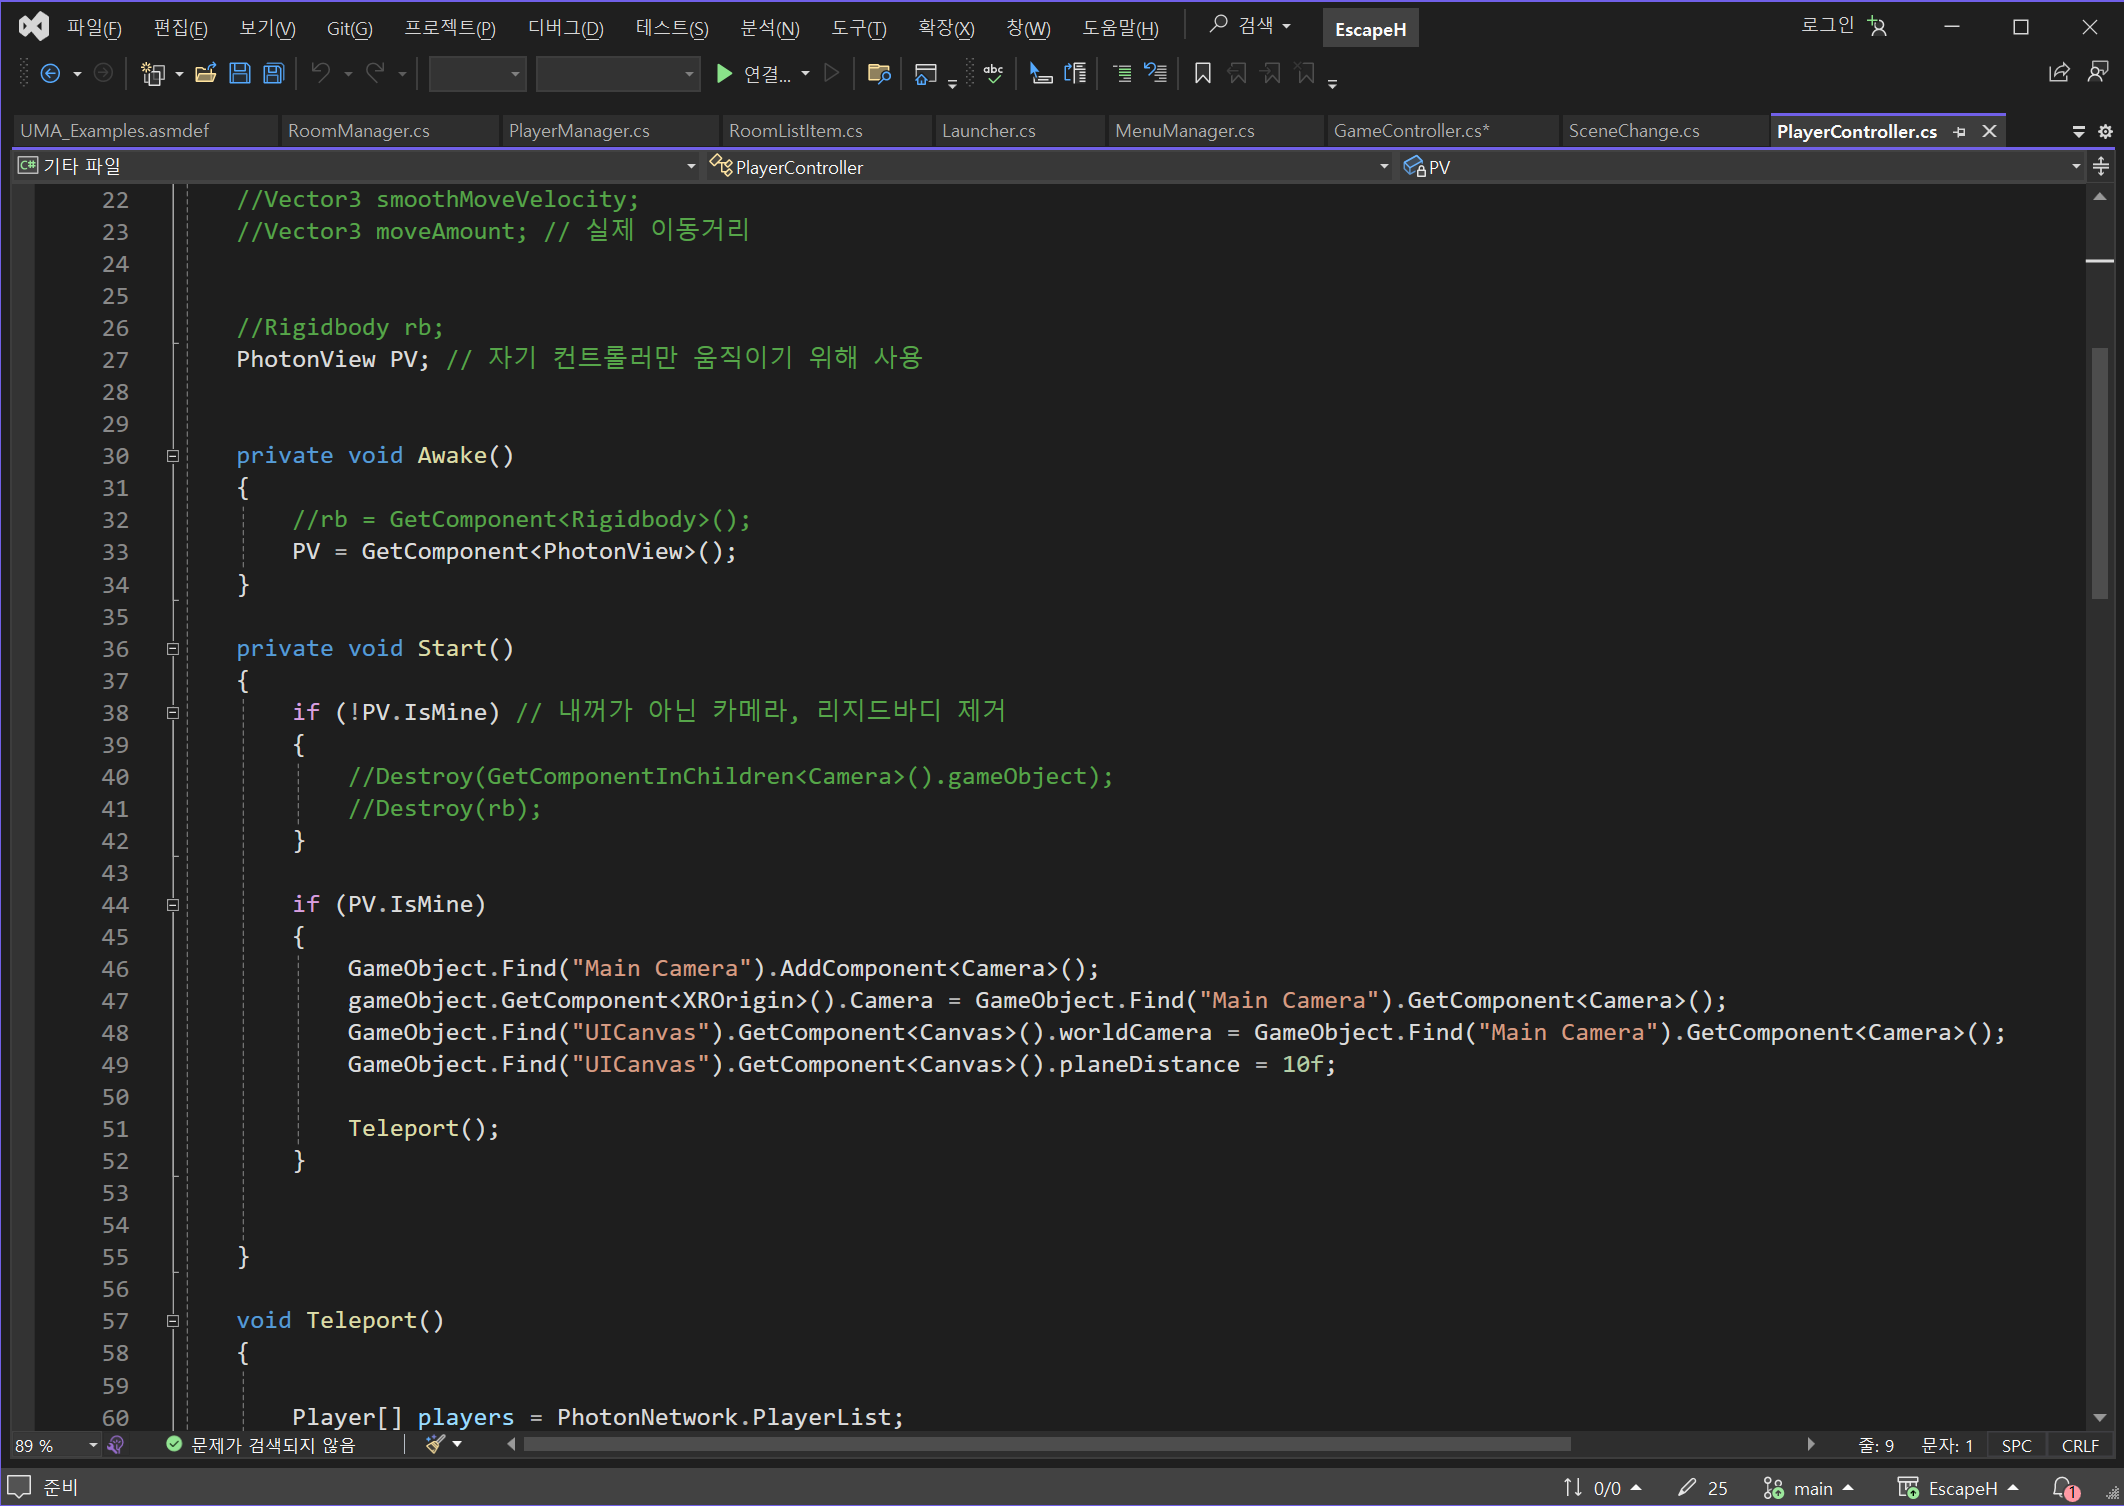 파일(F) 편집(E) 보기(V) Git(G) 프로젝트(P) 디버그(D) 테스트(S) 분석(N) 도구(T) 확장(X) 창(W) 도움말(H) 검색 EscapeH 로그인
연결... abc
UMA_Examples.asmdef RoomManager.cs PlayerManager.cs RoomListItem.cs Launcher.cs MenuManager.cs GameController.cs* SceneChange.cs PlayerController.cs
C# 기타 파일 PlayerController PV
22 //Vector3 smoothMoveVelocity;
23 //Vector3 moveAmount; // 실제 이동거리
24
25
26 //Rigidbody rb;
27 PhotonView PV; // 자기 컨트롤러만 움직이기 위해 사용
28
29
30 private void Awake()
31 {
32 //rb = GetComponent<Rigidbody>();
33 PV = GetComponent<PhotonView>();
34 }
35
36 private void Start()
37 {
38 if (!PV.IsMine) // 내꺼가 아닌 카메라, 리지드바디 제거
39 {
40 //Destroy(GetComponentInChildren<Camera>().gameObject);
41 //Destroy(rb);
42 }
43
44 if (PV.IsMine)
45 {
46 GameObject.Find("Main Camera").AddComponent<Camera>();
47 gameObject.GetComponent<XROrigin>().Camera = GameObject.Find("Main Camera").GetComponent<Camera>();
48 GameObject.Find("UICanvas").GetComponent<Canvas>().worldCamera = GameObject.Find("Main Camera").GetComponent<Camera>();
49 GameObject.Find("UICanvas").GetComponent<Canvas>().planeDistance = 10f;
50
51 Teleport();
52 }
53
54
55 }
56
57 void Teleport()
58 {
59
60 Player[] players = PhotonNetwork.PlayerList;
89 % 문제가 검색되지 않음 줄: 9 문자: 1 SPC CRLF
준비 0/0 25 main EscapeH 1